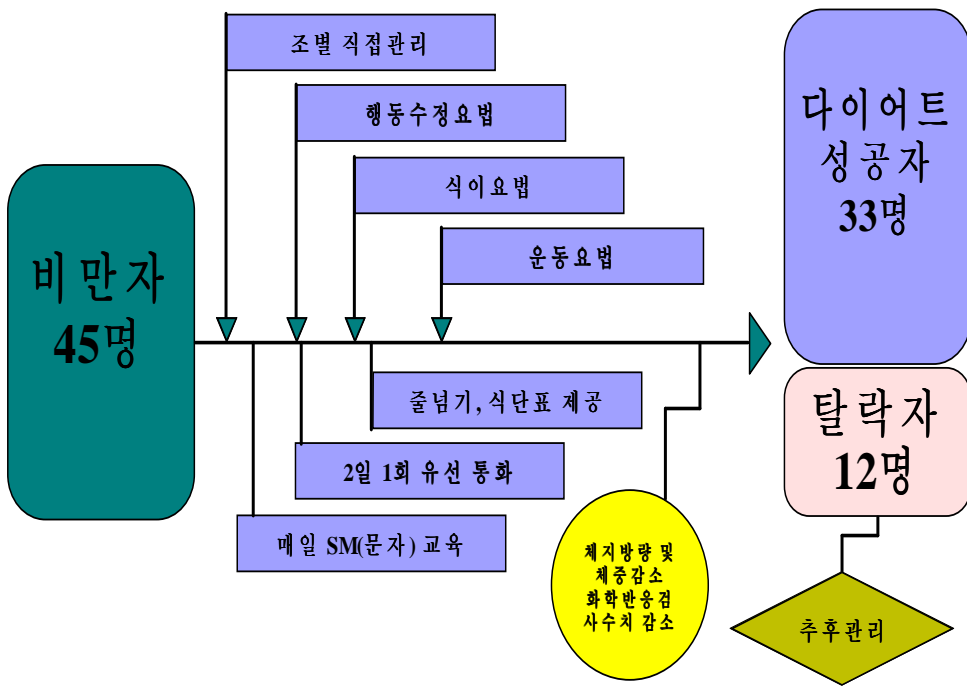 조별 직접관리
행동수정요법
식이요법
운동요법
비만자
45명
다이어트
성공자
33명
줄넘기, 식단표 제공
2일 1회 유선 통화
매일 SM(문자) 교육
체지방량 및
체중감소
화학반응검
사수치 감소
탈락자
12명
추후관리